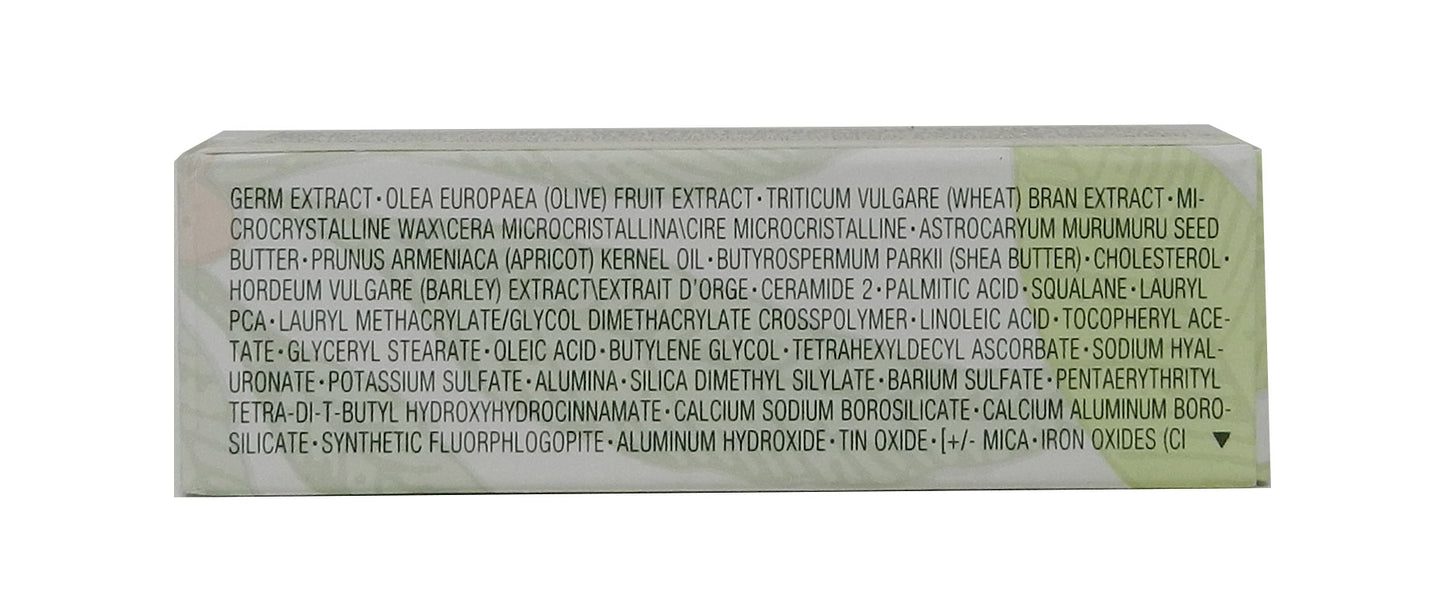 GERM EXTRACT • OLEA EUROPAEA (OLIVE) FRUIT EXTRACT • TRITICUM VULGARE (WHEAT) BRAN EXTRACT • MI-
CROCRYSTALLINE WAX\CERA MICROCRISTALLINA\CIRE MICROCRISTALLINE • ASTROCARYUM MURUMURU SEED
BUTTER • PRUNUS ARMENIACA (APRICOT) KERNEL OIL • BUTYROSPERMUM PARKII (SHEA BUTTER) • CHOLESTEROL •
HORDEUM VULGARE (BARLEY) EXTRACT\EXTRAIT D'ORGE • CERAMIDE 2 • PALMITIC ACID • SQUALANE • LAURYL
PCA • LAURYL METHACRYLATE/GLYCOL DIMETHACRYLATE CROSSPOLYMER • LINOLEIC ACID • TOCOPHERYL ACE-
TATE • GLYCERYL STEARATE • OLEIC ACID • BUTYLENE GLYCOL • TETRAHEXYLDECYL ASCORBATE • SODIUM HYAL-
URONATE • POTASSIUM SULFATE • ALUMINA • SILICA DIMETHYL SILYLATE • BARIUM SULFATE • PENTAERYTHRITYL
TETRA-DI-T-BUTYL HYDROXYHYDROCINNAMATE • CALCIUM SODIUM BOROSILICATE • CALCIUM ALUMINUM BORO-
SILICATE • SYNTHETIC FLUORPHLOGOPITE • ALUMINUM HYDROXIDE • TIN OXIDE • [+/- MICA • IRON OXIDES (CI ▼